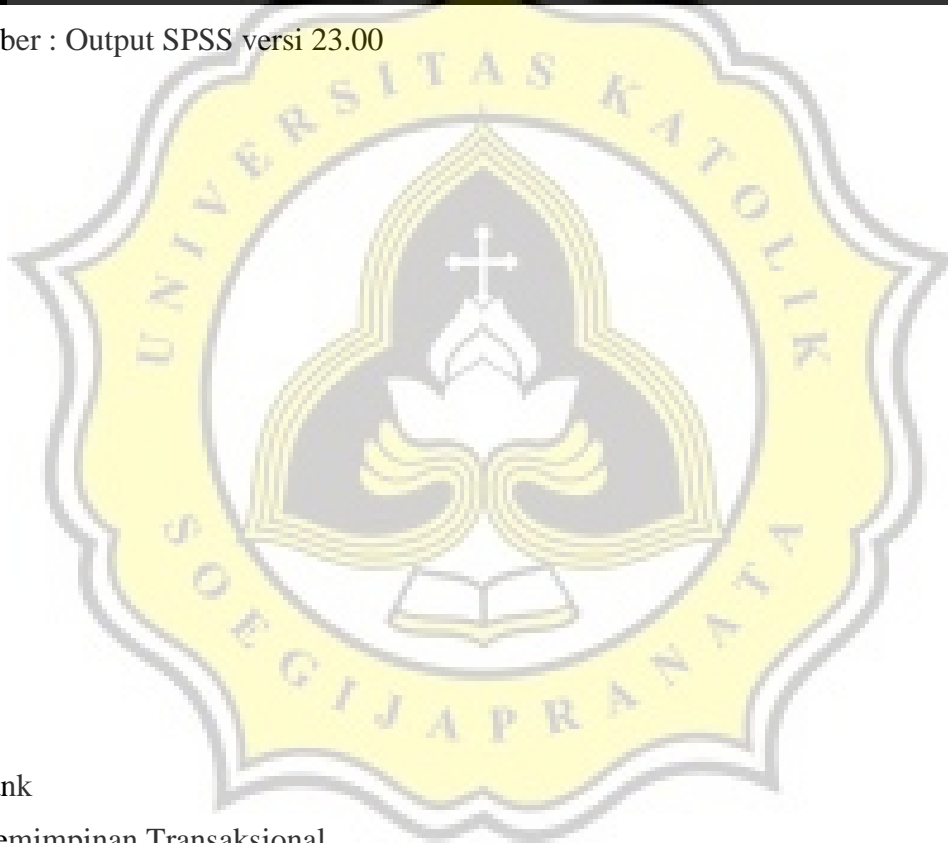 ber : Output SPSS versi 23.00
UNIVERSITAS KATOLIK
SOEGIJAPRANATA
nk
emimpinan Transaksional